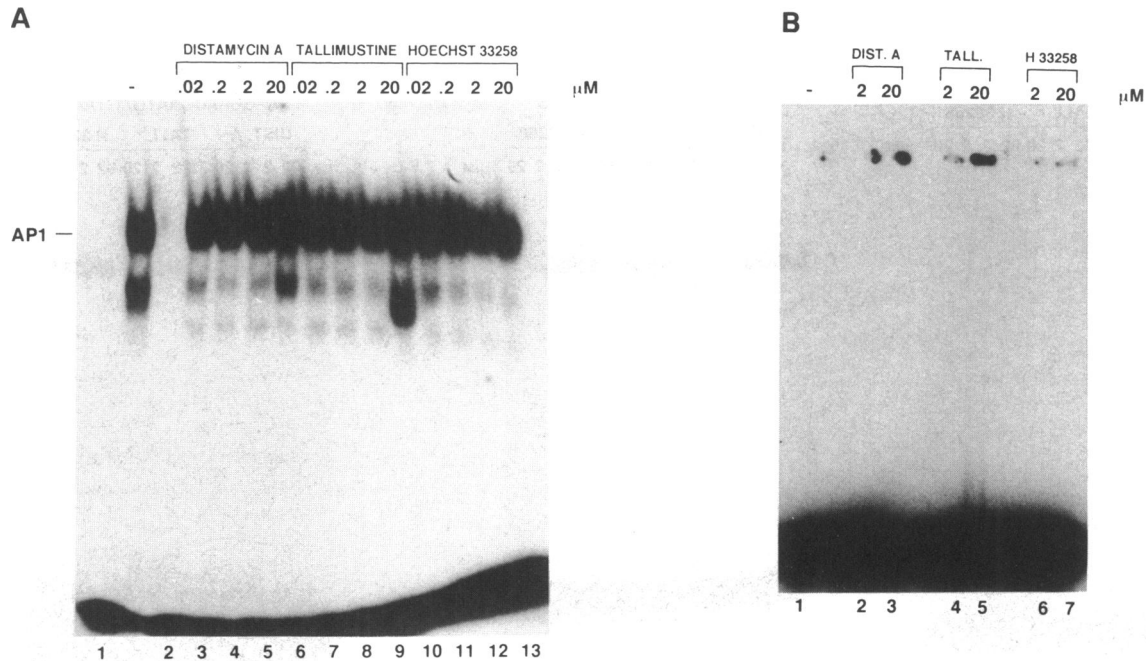 A
DISTAMYCIN A TALLIMUSTINE HOECHST 33258
- .02 .2 2 20 .02 .2 2 20 .02 .2 2 20 μM
AP1 —
1 2 3 4 5 6 7 8 9 10 11 12 13
B
DIST. A TALL. H 33258
- 2 20 2 20 2 20 μM
1 2 3 4 5 6 7